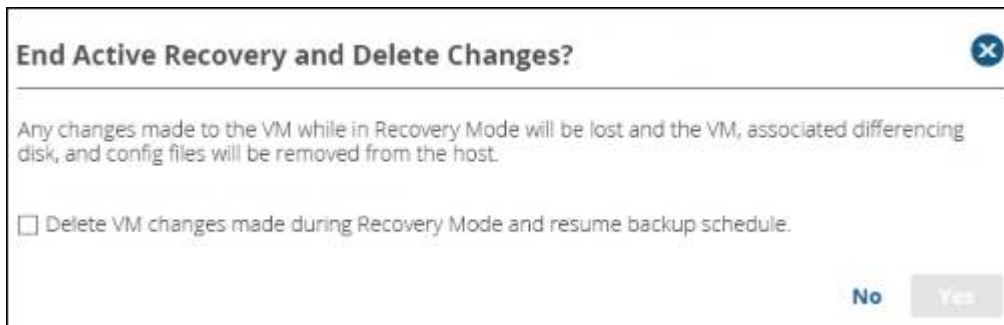 End Active Recovery and Delete Changes?
Any changes made to the VM while in Recovery Mode will be lost and the VM, associated differencing
disk, and config files will be removed from the host.
Delete VM changes made during Recovery Mode and resume backup schedule.
No Yes